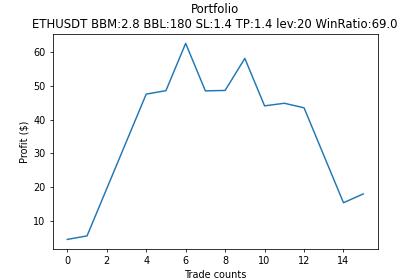 Portfolio
ETHUSDT BBM:2.8 BBL:180 SL:1.4 TP:1.4 lev:20 WinRatio:69.0
60
50
40
30
20
10
Profit ($)
0 2 4 6 8 10 12 14
Trade counts